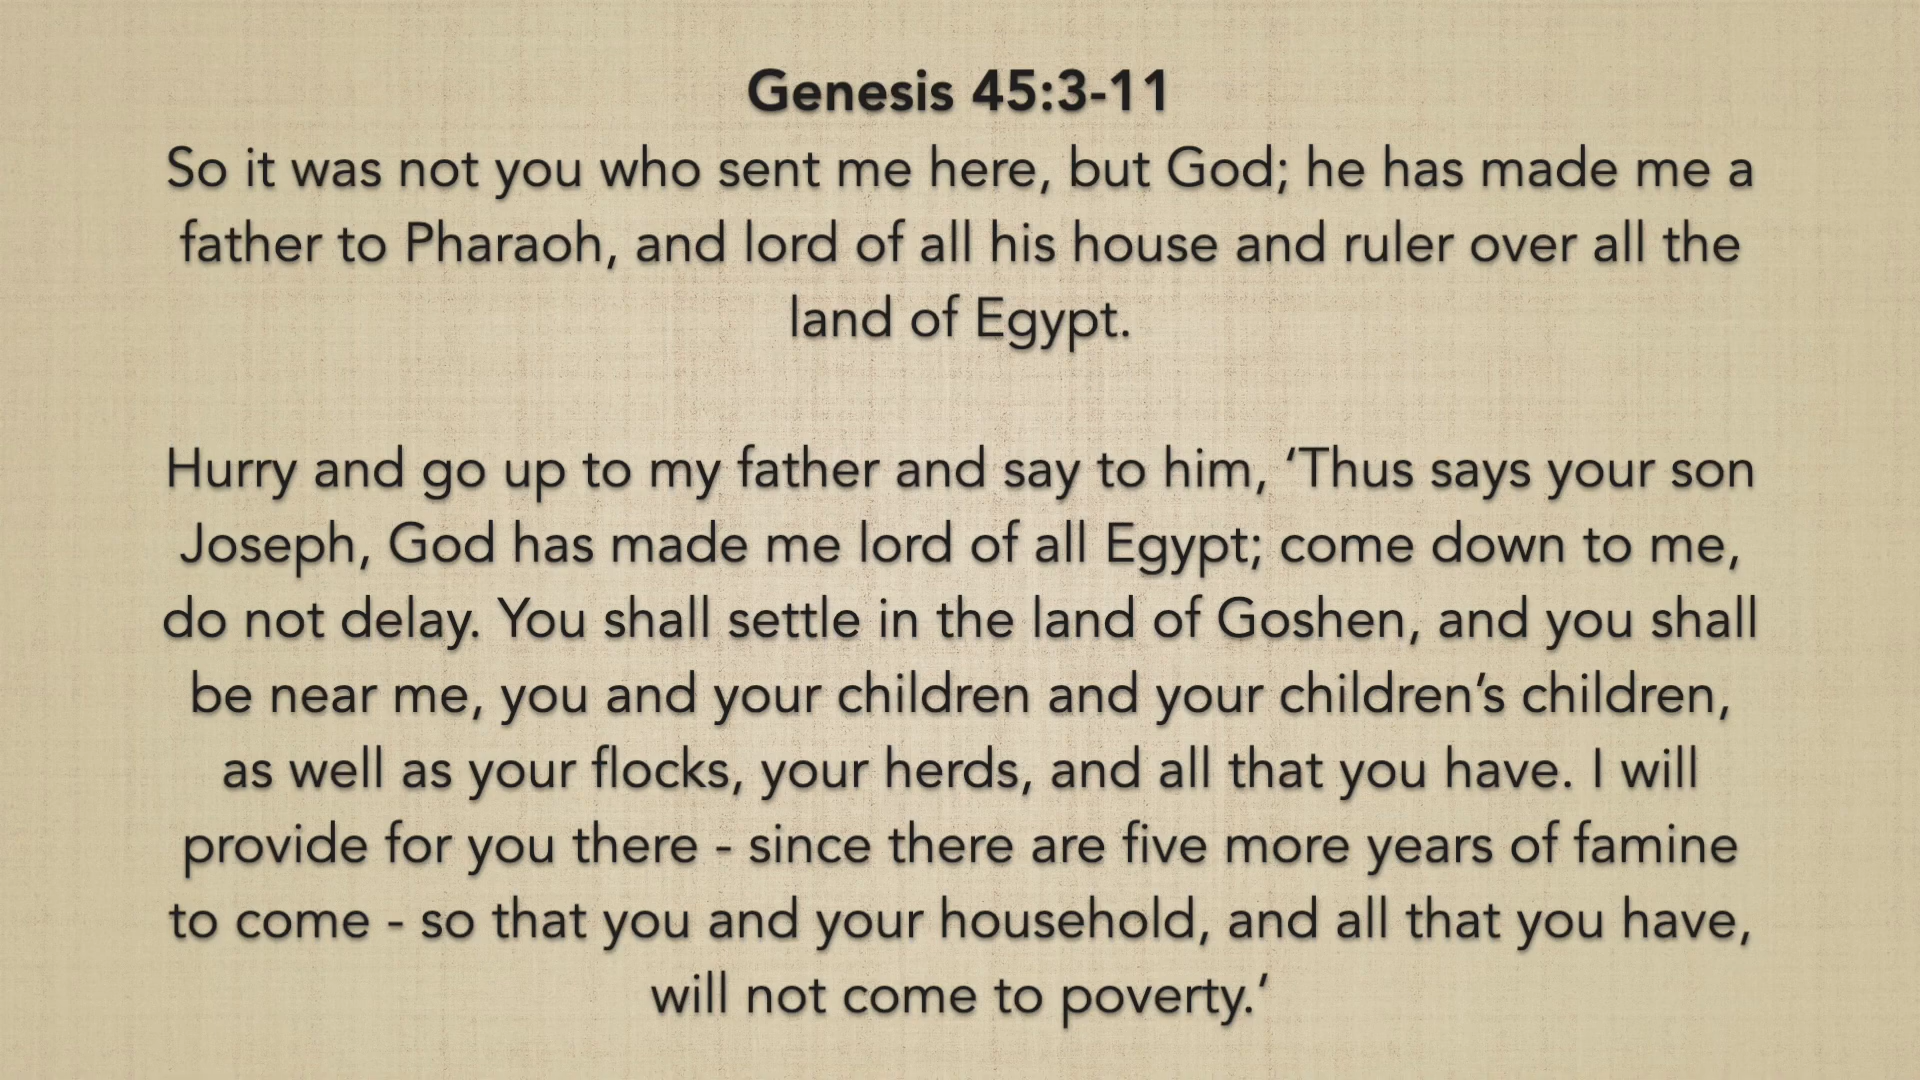 Genesis 45:3-11
So it was not you who sent me here, but God; he has made me a
father to Pharaoh, and lord of all his house and ruler over all the
land of Egypt.
Hurry and go up to my father and say to him, ‘Thus says your son
Joseph, God has made me lord of all Egypt; come down to me,
do not delay. You shall settle in the land of Goshen, and you shall
be near me, you and your children and your children’s children,
as well as your flocks, your herds, and all that you have. I will
provide for you there - since there are five more years of famine
to come - so that you and your household, and all that you have,
will not come to poverty.’